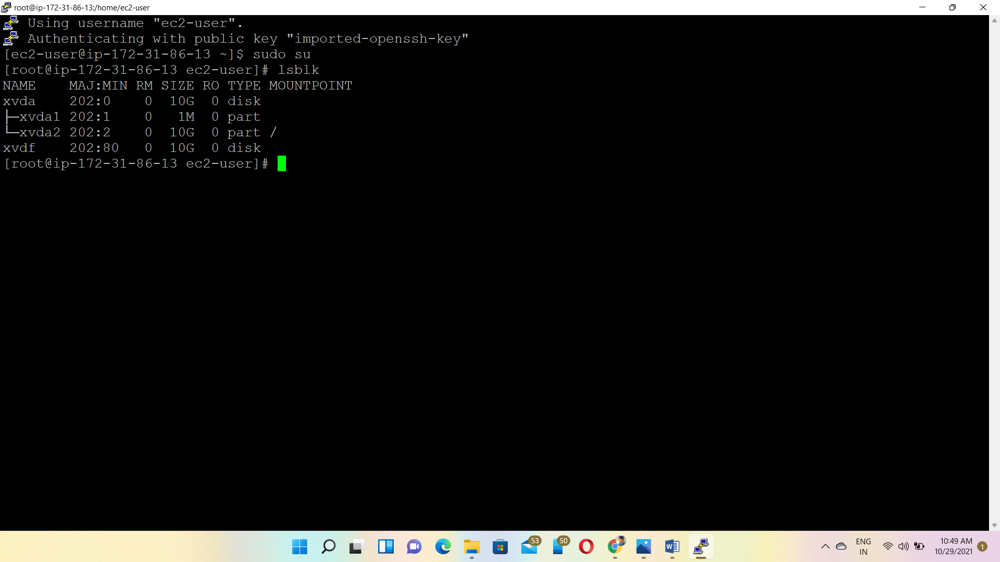 root@ip-172-31-86-13:/home/ec2-user
Using username "ec2-user".
Authenticating with public key "imported-openssh-key"
[ec2-user@ip-172-31-86-13 ~]$ sudo su
[root@ip-172-31-86-13 ec2-user]# lsblk
NAME    MAJ:MIN RM SIZE RO TYPE MOUNTPOINT
xvda    202:0    0  10G  0 disk
├─xvda1 202:1    0   1M  0 part
└─xvda2 202:2    0  10G  0 part /
xvdf    202:80   0  10G  0 disk
[root@ip-172-31-86-13 ec2-user]#
53
50
ENG
IN
10:49 AM
10/29/2021
1